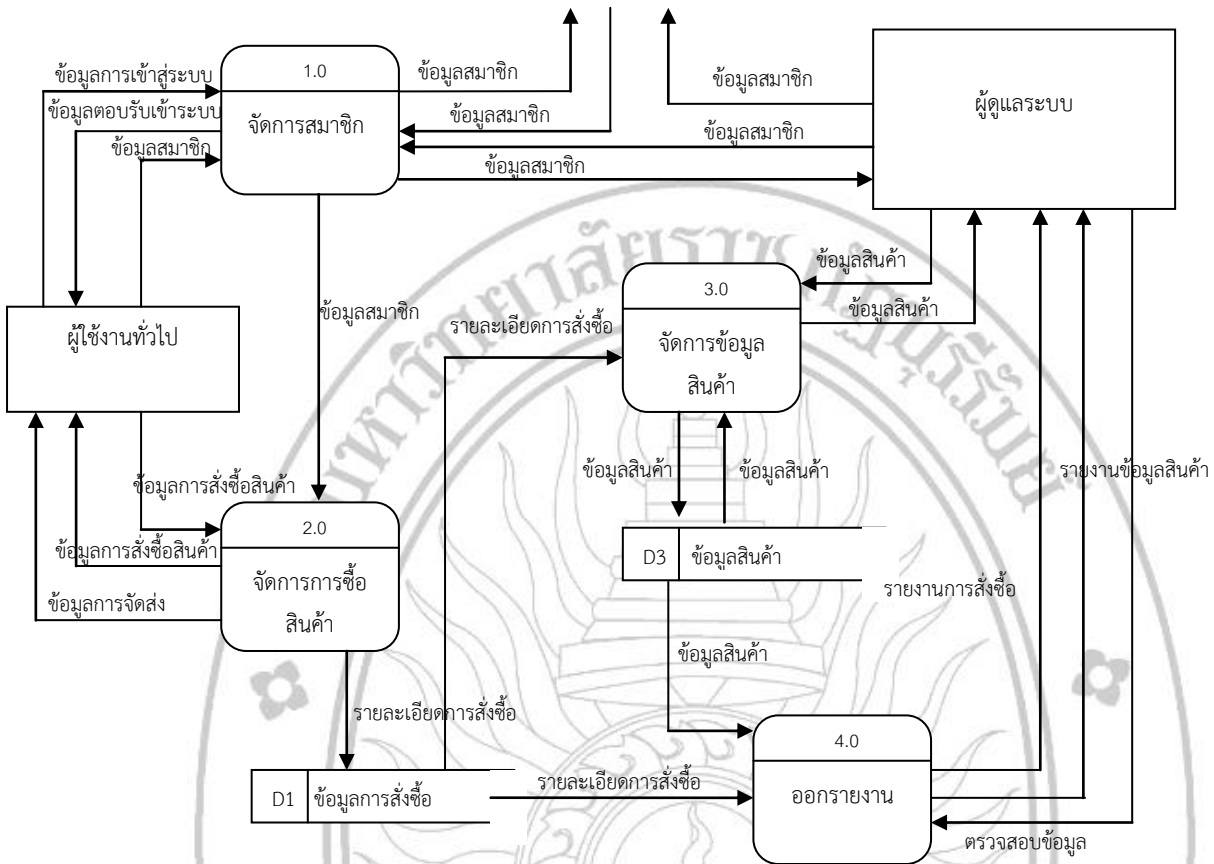 ข้อมูลการเข้าสู่ระบบ
ข้อมูลตอบรับเข้าระบบ
ข้อมูลสมาชิก
1.0
จัดการสมาชิก
ข้อมูลสมาชิก
ข้อมูลสมาชิก
ข้อมูลสมาชิก
ข้อมูลสมาชิก
ข้อมูลสมาชิก
ผู้ดูแลระบบ
ผู้ใช้งานทั่วไป
ข้อมูลสมาชิก
รายละเอียดการสั่งซื้อ
3.0
จัดการข้อมูล
สินค้า
ข้อมูลสินค้า
ข้อมูลสินค้า
ข้อมูลการสั่งซื้อสินค้า
ข้อมูลการสั่งซื้อสินค้า
ข้อมูลการจัดส่ง
2.0
จัดการการซื้อ
สินค้า
ข้อมูลสินค้า
ข้อมูลสินค้า
รายงานข้อมูลสินค้า
D3
ข้อมูลสินค้า
รายงานการสั่งซื้อ
ข้อมูลสินค้า
รายละเอียดการสั่งซื้อ
D1
ข้อมูลการสั่งซื้อ
รายละเอียดการสั่งซื้อ
4.0
ออกรายงาน
ตรวจสอบข้อมูล